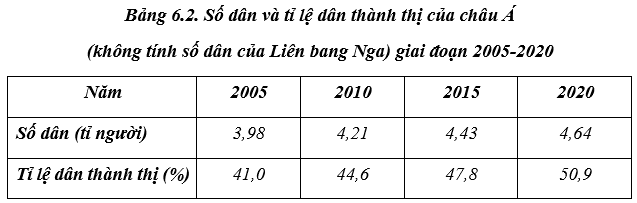 Bảng 6.2. Số dân và tỉ lệ dân thành thị của châu Á
(không tính số dân của Liên bang Nga) giai đoạn 2005-2020
Năm 2005 2010 2015 2020
Số dân (tỉ người) 3,98 4,21 4,43 4,64
Tỉ lệ dân thành thị (%) 41,0 44,6 47,8 50,9